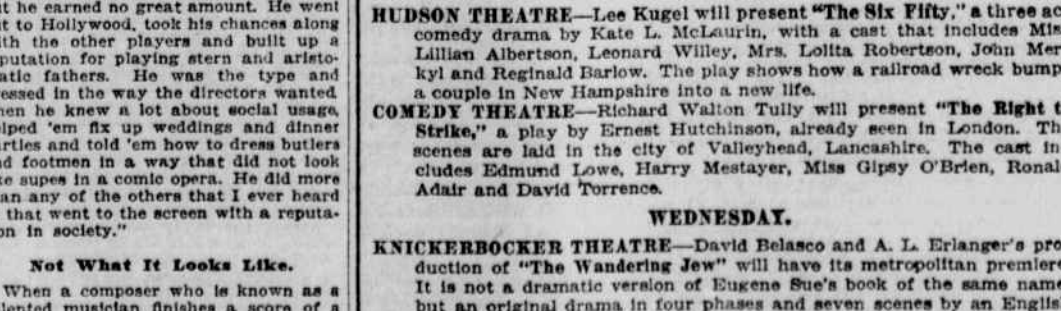 ut he earned no great amount. He went
ut to Hollywood, took his chances along
ith the other players and built up a
putation for playing stern and aristo-
atic fathers. He was the type and
essed in the way the directors wanted
hen he knew a lot about social usage,
elped 'em fix up weddings and dinner
arties and told 'em how to dress butlers
nd footmen in a way that did not look
ke supes in a comic opera. He did more
an any of the others that I ever heard
that went to the screen with a reputa-
on in society."
Not What It Looks Like.
When a composer who is known as a
lented musician finishes a score of a
HUDSON THEATRE—Lee Kugel will present "The Six Fifty," a three ac
comedy drama by Kate L. McLaurin, with a cast that includes Mis
Lillian Albertson, Leonard Willey, Mrs. Lolita Robertson, John Mer
kyl and Reginald Barlow. The play shows how a railroad wreck bump
a couple in New Hampshire into a new life.
COMEDY THEATRE—Richard Walton Tully will present "The Right t
Strike," a play by Ernest Hutchinson, already seen in London. Th
scenes are laid in the city of Valleyhead, Lancashire. The cast in
cludes Edmund Lowe, Harry Mestayer, Miss Gipsy O'Brien, Ronal
Adair and David Torrence.
WEDNESDAY.
KNICKERBOCKER THEATRE—David Belasco and A. L. Erlanger's pro
duction of "The Wandering Jew" will have its metropolitan premiere
It is not a dramatic version of Eugene Sue's book of the same name
but an original drama in four phases and seven scenes by an Englis